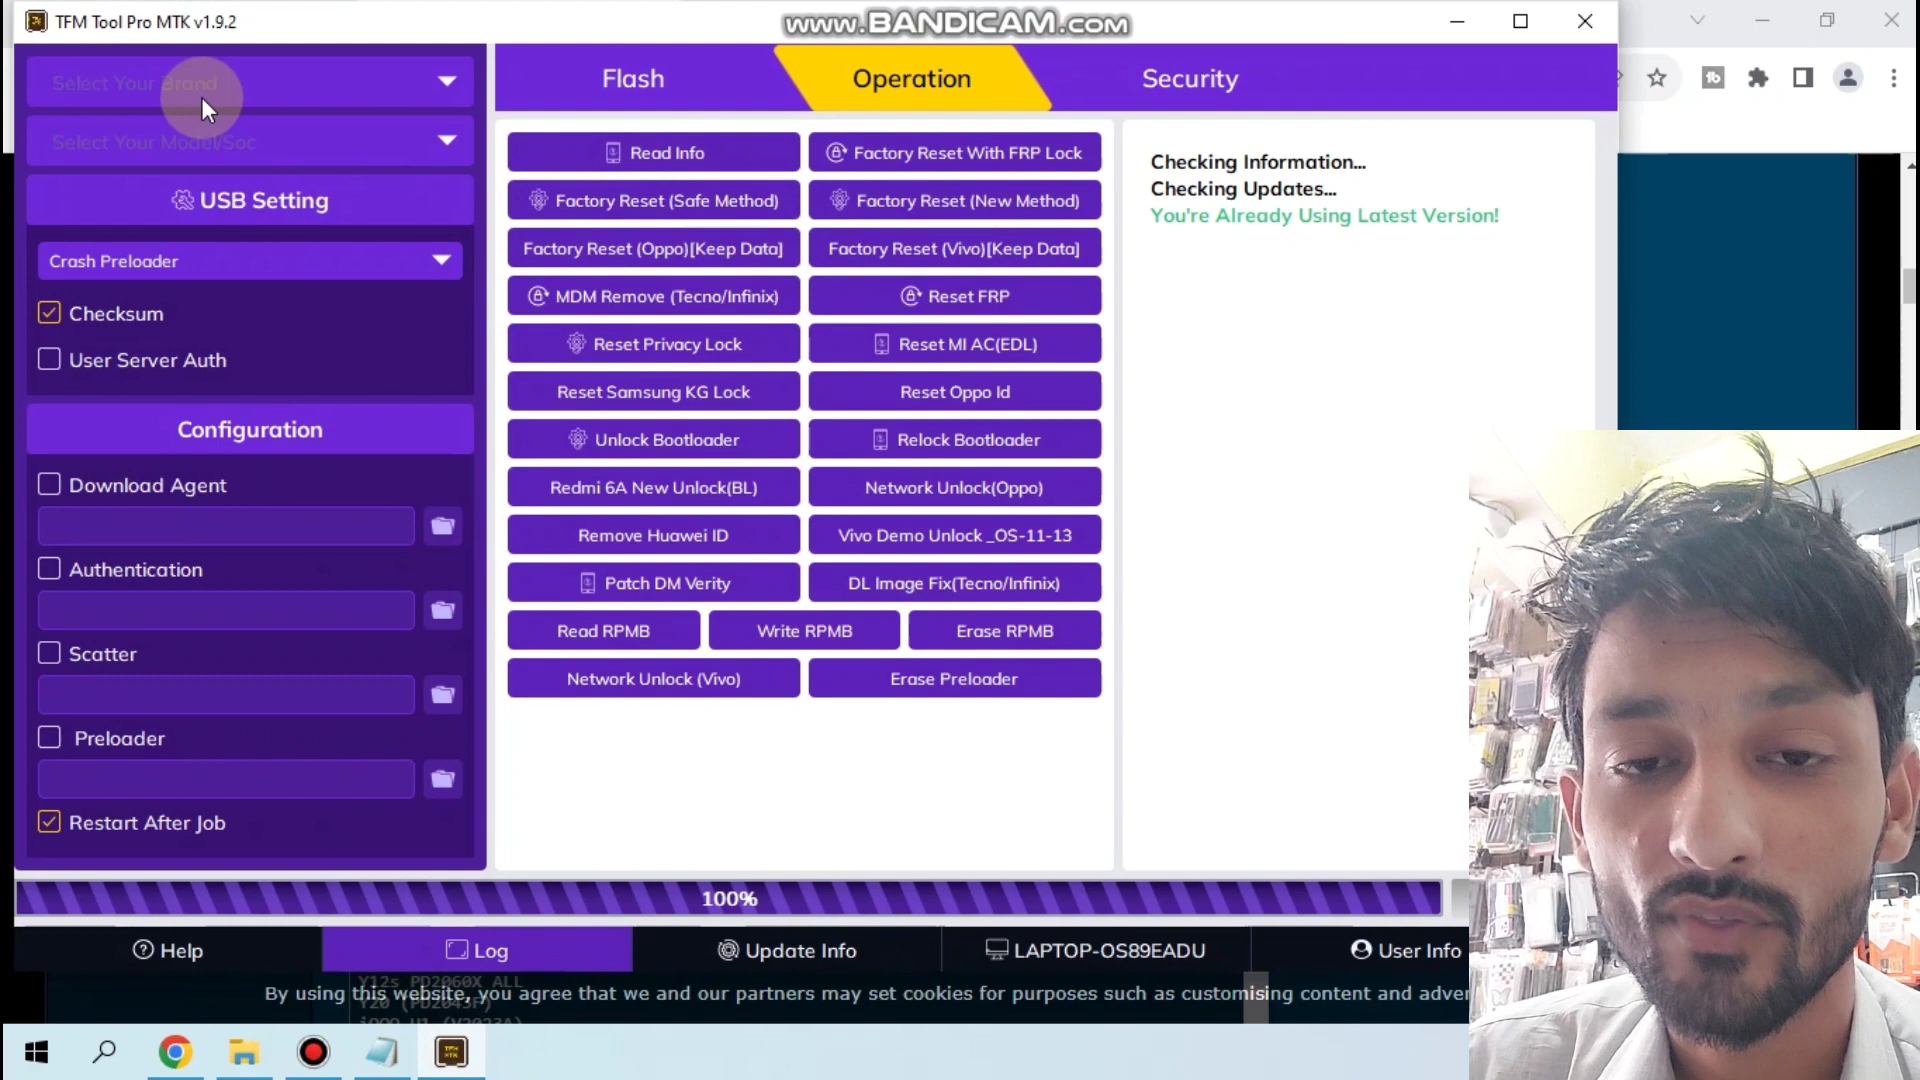 TFM Tool Pro MTK v1.9.2
www.BANDICAM.com
Select Your Brand
Select Your Model/Soc
USB Setting
Crash Preloader
Checksum
User Server Auth
Configuration
Download Agent
Authentication
Scatter
Preloader
Restart After Job
Flash
Operation
Security
Read Info
Factory Reset With FRP Lock
Factory Reset (Safe Method)
Factory Reset (New Method)
Factory Reset (Oppo)[Keep Data]
Factory Reset (Vivo)[Keep Data]
MDM Remove (Tecno/Infinix)
Reset FRP
Reset Privacy Lock
Reset MI AC(EDL)
Reset Samsung KG Lock
Reset Oppo Id
Unlock Bootloader
Relock Bootloader
Redmi 6A New Unlock(BL)
Network Unlock(Oppo)
Remove Huawei ID
Vivo Demo Unlock _OS-11-13
Patch DM Verity
DL Image Fix(Tecno/Infinix)
Read RPMB
Write RPMB
Erase RPMB
Network Unlock (Vivo)
Erase Preloader
Checking Information...
Checking Updates...
You're Already Using Latest Version!
100%
Help
Log
Update Info
LAPTOP-OS89EADU
User Info
Y12s PD2060X ALL
By using this website, you agree that we and our partners may set cookies for purposes such as customising content and adver
Y20 (PD2043F)
iQOO U1 (V2023A)